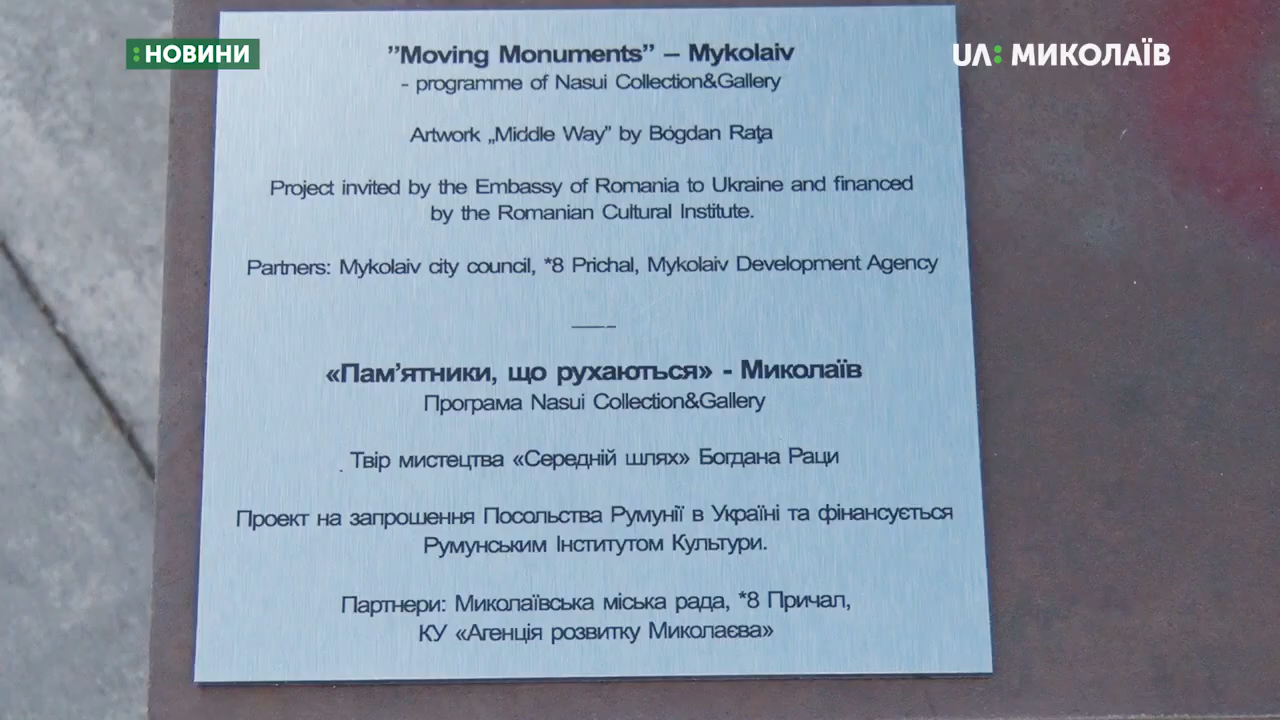 :НОВИНИ
UA: МИКОЛАЇВ
”Moving Monuments” – Mykolaiv
- programme of Nasui Collection&Gallery
Artwork „Middle Way” by Bogdan Raţa
Project invited by the Embassy of Romania to Ukraine and financed
by the Romanian Cultural Institute.
Partners: Mykolaiv city council, *8 Prichal, Mykolaiv Development Agency
«Пам’ятники, що рухаються» - Миколаїв
Програма Nasui Collection&Gallery
Твір мистецтва «Середній шлях» Богдана Раци
Проект на запрошення Посольства Румунії в Україні та фінансується
Румунським Інститутом Культури.
Партнери: Миколаївська міська рада, *8 Причал,
КУ «Агенція розвитку Миколаєва»